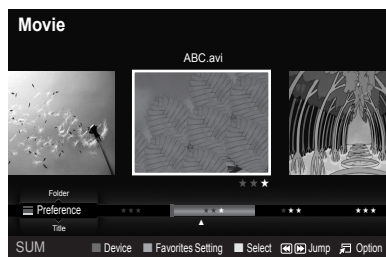 Movie
ABC.avi
Folder
Preference
Title
SUM Device Favorites Setting Select Jump Option